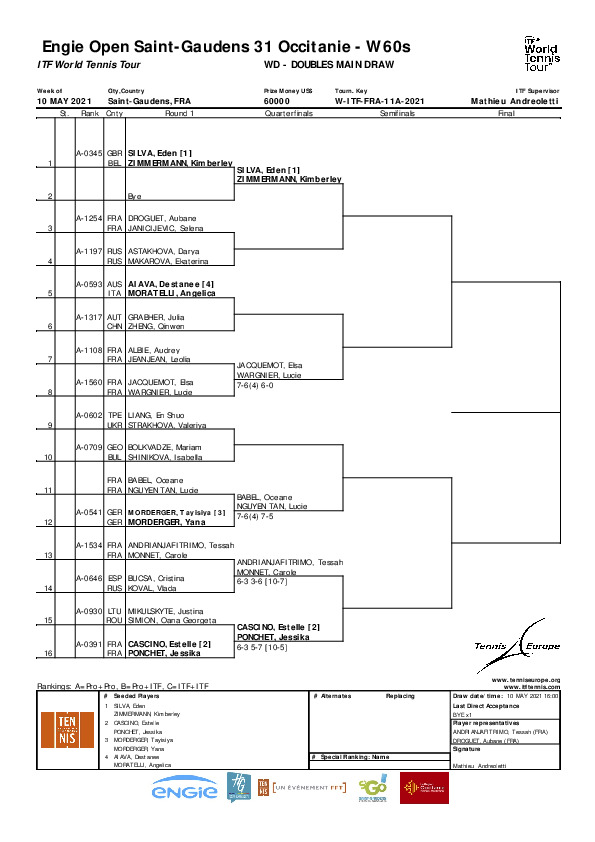 Engie Open Saint-Gaudens 31 Occitanie - W60s
ITF World Tennis Tour
WD - DOUBLES MAIN DRAW
ITF World Tennis Tour
Week of City,Country Prize Money US$ Tourn. Key ITF Supervisor
10 MAY 2021 Saint-Gaudens, FRA 60000 W-ITF-FRA-11A-2021 Mathieu Andreoletti
St. Rank Cnty Round 1 Quarterfinals Semifinals Final
A-0345 GBR SILVA, Eden [1]
1 BEL ZIMMERMANN, Kimberley
SILVA, Eden [1]
ZIMMERMANN, Kimberley
2 Bye
A-1254 FRA DROGUET, Aubane
3 FRA JANICIJEVIC, Selena
A-1197 RUS ASTAKHOVA, Darya
4 RUS MAKAROVA, Ekaterina
A-0593 AUS AIAVA, Destanee [4]
5 ITA MORATELLI, Angelica
A-1317 AUT GRABHER, Julia
6 CHN ZHENG, Qinwen
A-1108 FRA ALBIE, Audrey
7 FRA JEANJEAN, Leolia
JACQUEMOT, Elsa
WARGNIER, Lucie
7-6(4) 6-0
A-1560 FRA JACQUEMOT, Elsa
8 FRA WARGNIER, Lucie
A-0602 TPE LIANG, En Shuo
9 UKR STRAKHOVA, Valeriya
A-0709 GEO BOLKVADZE, Mariam
10 BUL SHINIKOVA, Isabella
FRA BABEL, Oceane
11 FRA NGUYEN TAN, Lucie
BABEL, Oceane
NGUYEN TAN, Lucie
7-6(4) 7-5
A-0541 GER MORDERGER, Tayisiya [3]
12 GER MORDERGER, Yana
A-1534 FRA ANDRIANJAFITRIMO, Tessah
13 FRA MONNET, Carole
ANDRIANJAFITRIMO, Tessah
MONNET, Carole
6-3 3-6 [10-7]
A-0646 ESP BUCSA, Cristina
14 RUS KOVAL, Vlada
A-0930 LTU MIKULSKYTE, Justina
15 ROU SIMION, Oana Georgeta
CASCINO, Estelle [2]
PONCHET, Jessika
6-3 5-7 [10-5]
A-0391 FRA CASCINO, Estelle [2]
16 FRA PONCHET, Jessika
Tennis Europe
www.tenniseurope.org
www.itftennis.com
Rankings: A=Pro+Pro, B=Pro+ITF, C=ITF+ITF
TEN
NIS
# Seeded Players
1 SILVA, Eden
ZIMMERMANN, Kimberley
2 CASCINO, Estelle
PONCHET, Jessika
3 MORDERGER, Tayisiya
MORDERGER, Yana
4 AIAVA, Destanee
MORATELLI, Angelica
# Alternates Replacing
# Special Ranking: Name
Draw date/time: 10 MAY 2021 16:00
Last Direct Acceptance
BYE x1
Player representatives
ANDRIANJAFITRIMO, Tessah (FRA)
DROGUET, Aubane (FRA)
Signature
Mathieu Andreoletti
ENGIE
TEN
NIS
[UN ÉVÉNEMENT FFT]
GO
Occitanie